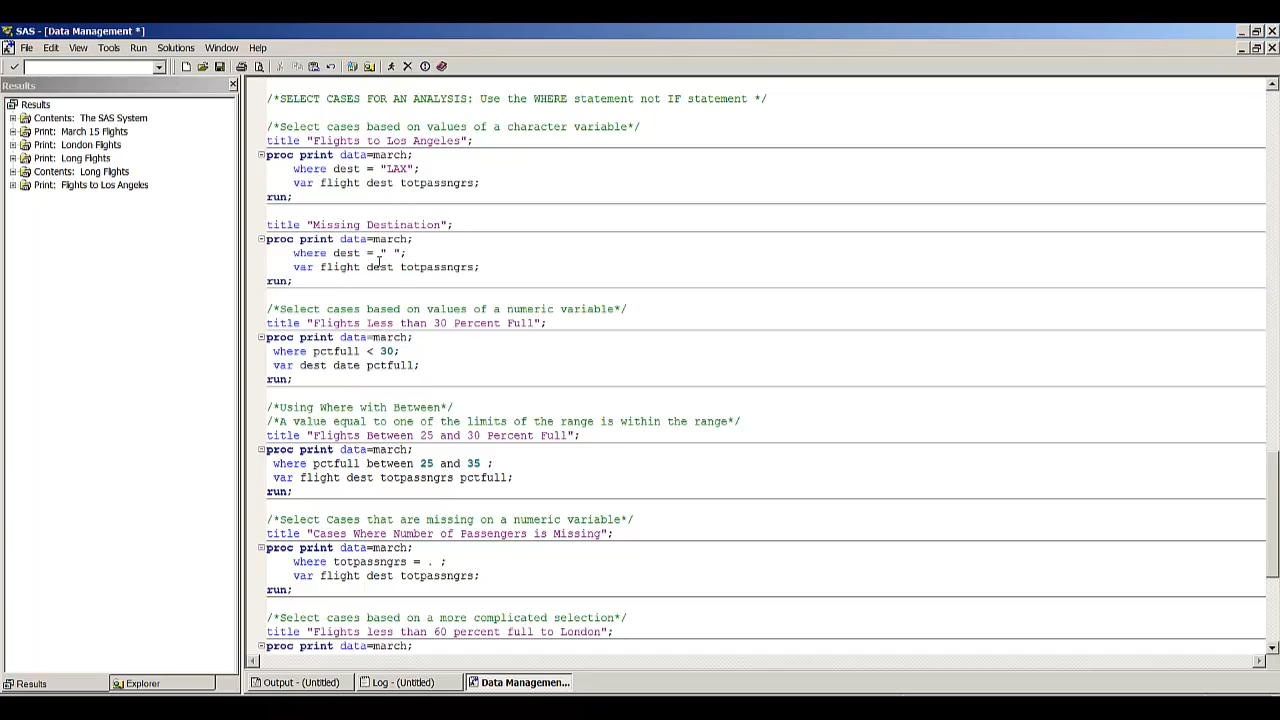 SAS - [Data Management *]
File Edit View Tools Run Solutions Window Help
Results
Results
Contents: The SAS System
Print: March 15 Flights
Print: London Flights
Print: Long Flights
Contents: Long Flights
Print: Flights to Los Angeles
/*SELECT CASES FOR AN ANALYSIS: Use the WHERE statement not IF statement */
/*Select cases based on values of a character variable*/
title "Flights to Los Angeles";
proc print data=march;
where dest = "LAX";
var flight dest totpassngrs;
run;
title "Missing Destination";
proc print data=march;
where dest = " ";
var flight dest totpassngrs;
run;
/*Select cases based on values of a numeric variable*/
title "Flights Less than 30 Percent Full";
proc print data=march;
where pctfull < 30;
var dest date pctfull;
run;
/*Using Where with Between*/
/*A value equal to one of the limits of the range is within the range*/
title "Flights Between 25 and 30 Percent Full";
proc print data=march;
where pctfull between 25 and 35 ;
var flight dest totpassngrs pctfull;
run;
/*Select Cases that are missing on a numeric variable*/
title "Cases Where Number of Passengers is Missing";
proc print data=march;
where totpassngrs = . ;
var flight dest totpassngrs;
run;
/*Select cases based on a more complicated selection*/
title "Flights less than 60 percent full to London";
proc print data=march;
Results Explorer
Output - (Untitled) Log - (Untitled) Data Managemen...